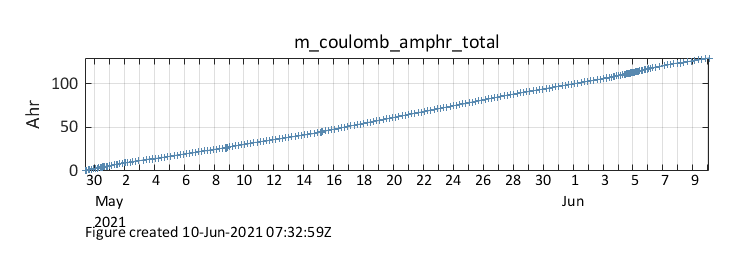 m_coulomb_amphr_total
Ahr
100
50
0
30 2 4 6 8 10 12 14 16 18 20 22 24 26 28 30 1 3 5 7 9
May Jun
2021
Figure created 10-Jun-2021 07:32:59Z